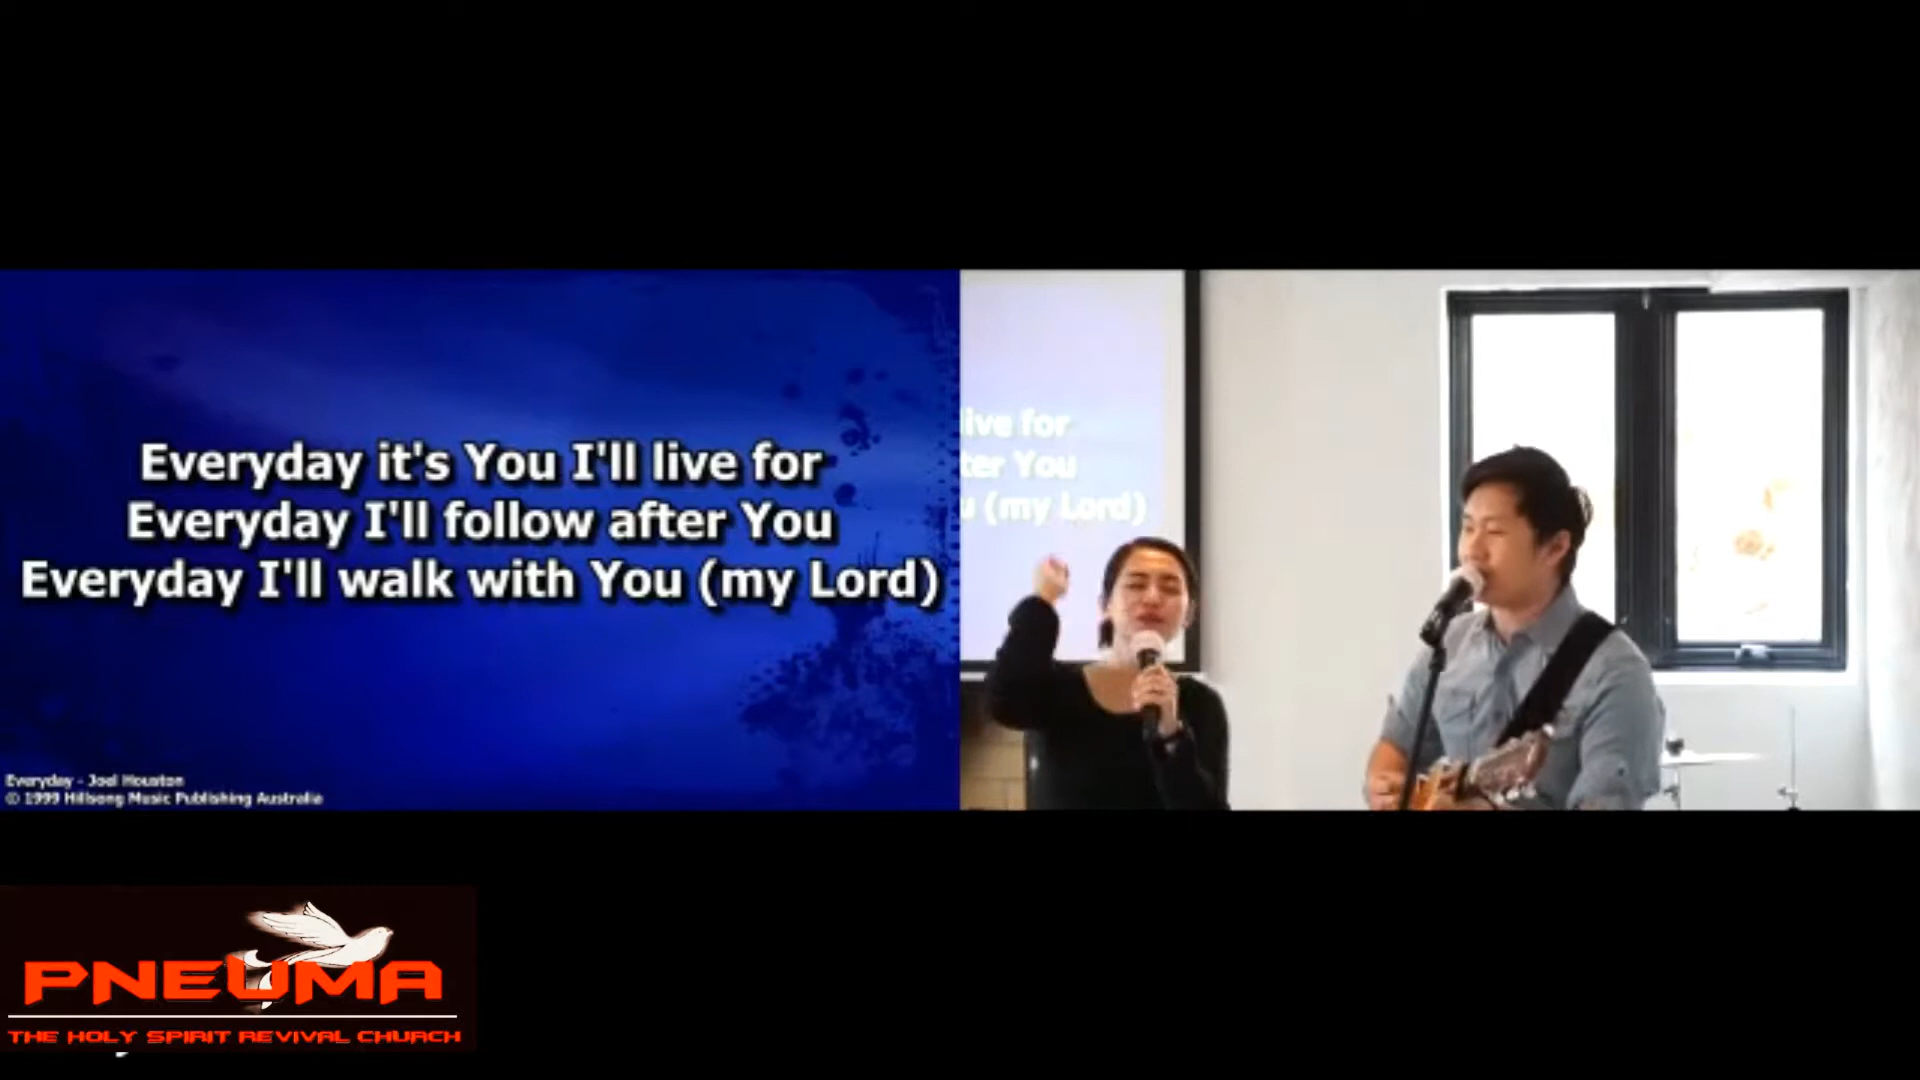 Everyday it's You I'll live for
Everyday I'll follow after You
Everyday I'll walk with You (my Lord)
Everyday - Joel Houston
© 1999 Hillsong Music Publishing Australia
ive for
ter You
u (my Lord)
PNEUMA
THE HOLY SPIRIT REVIVAL CHURCH